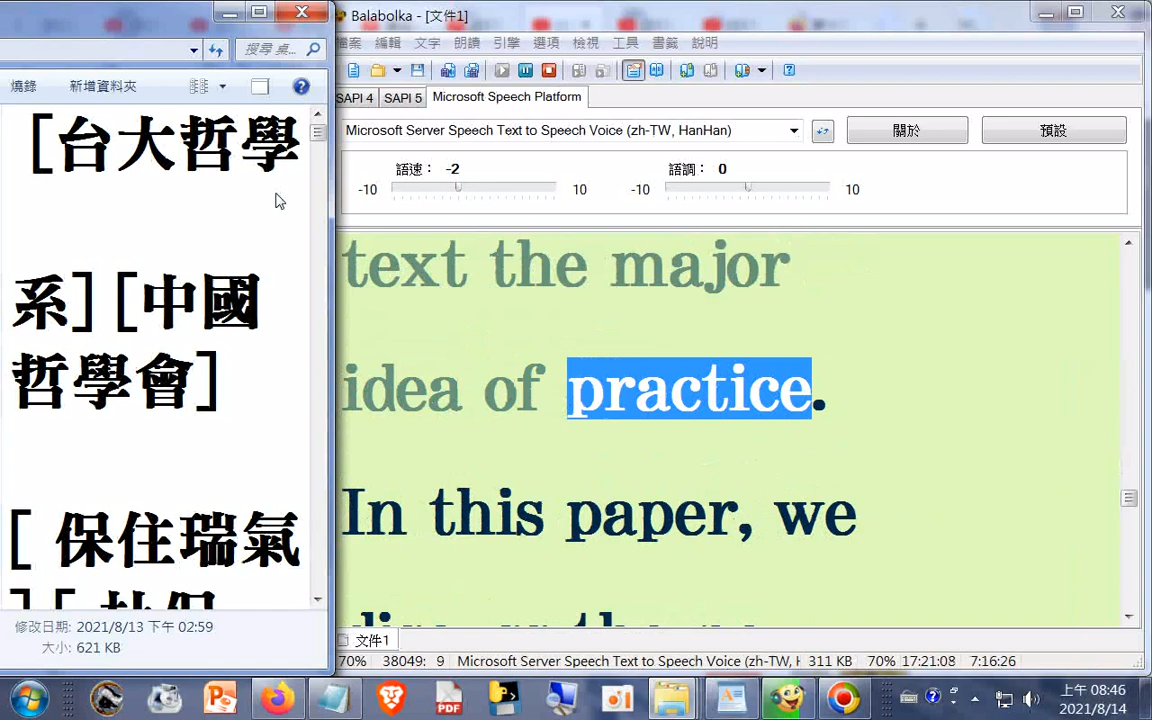 Balabolka - [文件1]
檔案 編輯 文字 朗讀 引擎 選項 檢視 工具 書籤 說明
搜尋 桌...
燒錄 新增資料夾
SAPI 4 SAPI 5 Microsoft Speech Platform
Microsoft Server Speech Text to Speech Voice (zh-TW, HanHan) 關於 預設
語速： -2 語調： 0
-10 10 -10 10
[台大哲學
系][中國
哲學會]
[ 保住瑞氣
text the major
idea of practice.
In this paper, we
修改日期: 2021/8/13 下午 02:59
大小: 621 KB
文件1
70% 38049: 9 Microsoft Server Speech Text to Speech Voice (zh-TW, H 311 KB 70% 17:21:08 7:16:26
PDF
上午 08:46
2021/8/14